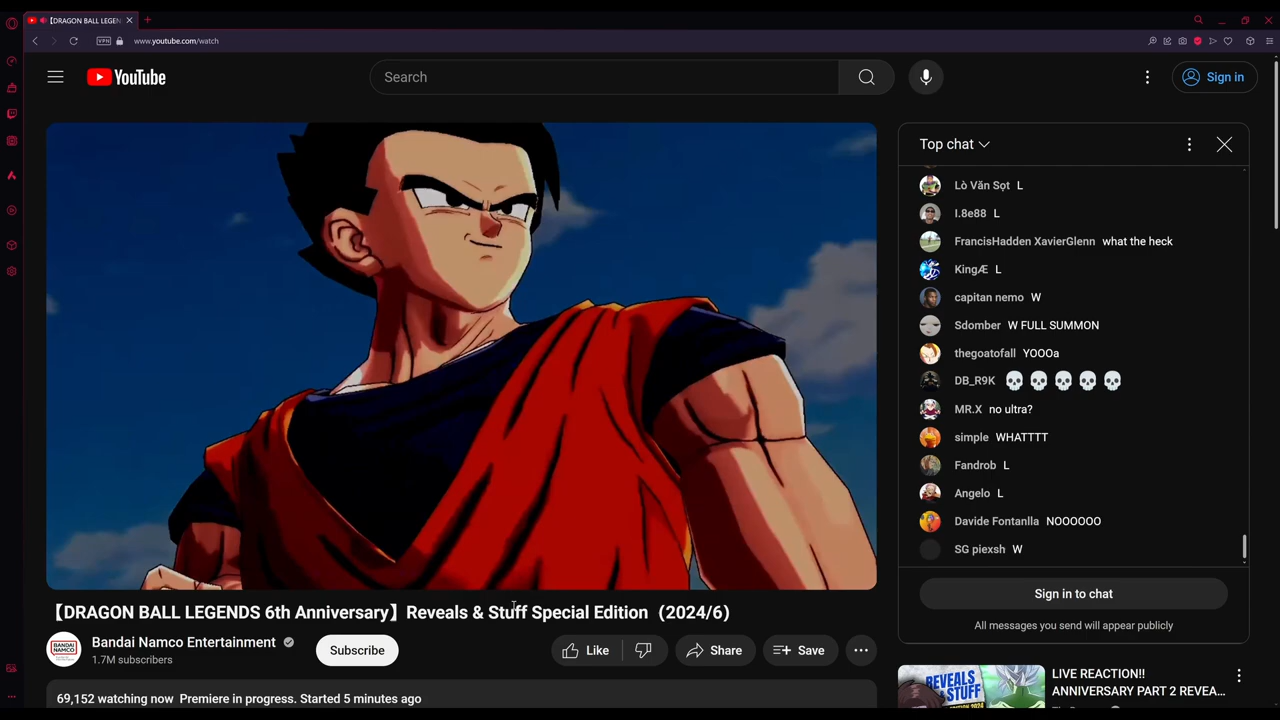 【DRAGON BALL LEGEN
www.youtube.com/watch
VPN
YouTube
Search
Sign in
Top chat
Lò Văn Sọt L
I.8e88 L
FrancisHadden XavierGlenn what the heck
KingÆ L
capitan nemo W
Sdomber W FULL SUMMON
thegoatofall YOOOa
DB_R9K 💀💀💀💀💀
MR.X no ultra?
simple WHATTTT
Fandrob L
Angelo L
Davide Fontanlla NOOOOOO
SG piexsh W
Sign in to chat
All messages you send will appear publicly
【DRAGON BALL LEGENDS 6th Anniversary】Reveals & Stuff Special Edition（2024/6）
Bandai Namco Entertainment
1.7M subscribers
Subscribe
Like
Share
Save
69,152 watching now Premiere in progress. Started 5 minutes ago
REVEALS
& STUFF
LIVE REACTION!!
ANNIVERSARY PART 2 REVEA...